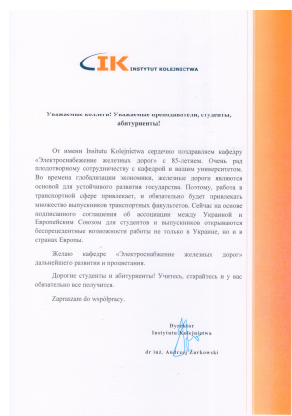 IK INSTYTUT KOLEJNICTWA
Уважаемые коллеги! Уважаемые преподаватели, студенты,
абитуриенты!
От имени Insitutu Kolejnictwa сердечно поздравляем кафедру
«Электроснабжение железных дорог» с 85-летием. Очень рад
плодотворному сотрудничеству с кафедрой и вашим университетом.
Во времена глобализации экономики, железные дороги являются
основой для устойчивого развития государства. Поэтому, работа в
транспортной сфере привлекает, и обязательно будет привлекать
множество выпускников транспортных факультетов. Сейчас на основе
подписанного соглашения об ассоциации между Украиной и
Европейским Союзом для студентов и выпускников открываются
беспрецедентные возможности работы не только в Украине, но и в
странах Европы.
Желаю кафедре «Электроснабжение железных дорог»
дальнейшего развития и процветания.
Дорогие студенты и абитуриенты! Учитесь, старайтесь и у вас
обязательно все получится.
Zapraszam do współpracy.
Dyrektor
Instytutu Kolejnictwa
dr inż. Andrzej Żurkowski